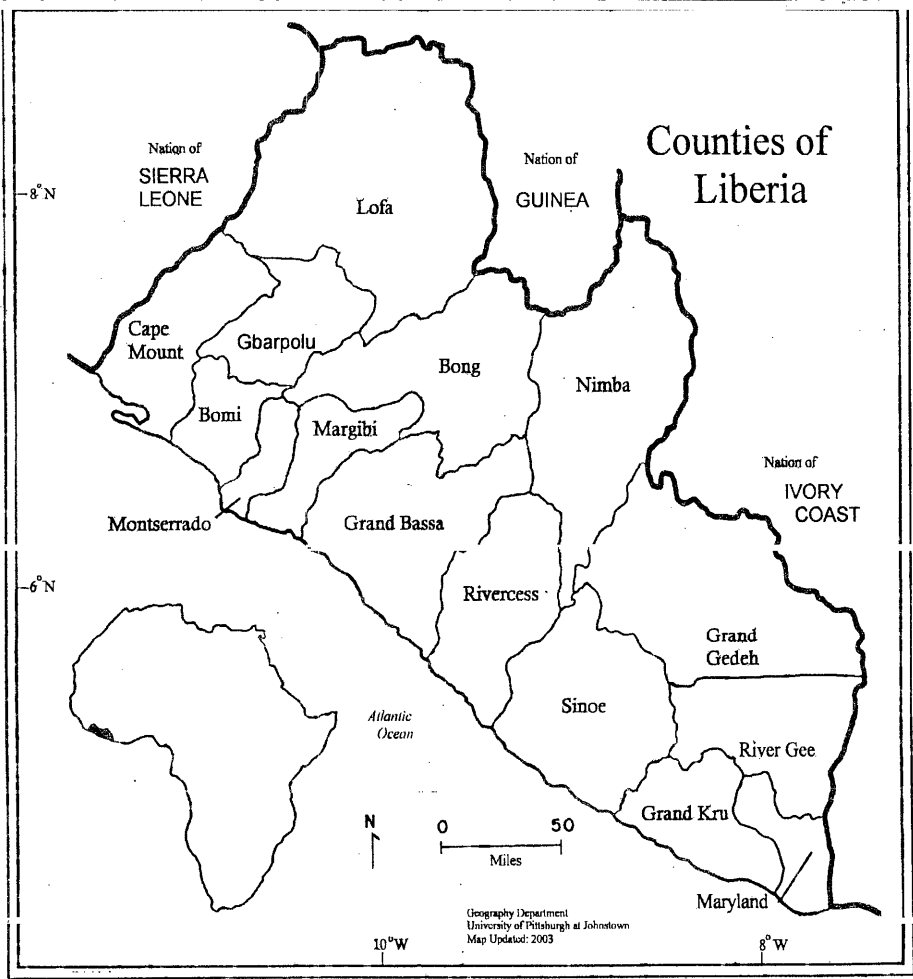 Counties of
Liberia
Nation of
SIERRA
LEONE
Nation of
GUINEA
8°N
Lofa
Cape
Mount
Gbarpolu
Bong
Nimba
Bomi
Margibi
Nation of
IVORY
COAST
Montserrado
Grand Bassa
6°N
Rivercess
Grand
Gedeh
Sinoe
Atlantic
Ocean
River Gee
Grand Kru
N
0 50
Miles
Maryland
Geography Department
University of Pittsburgh at Johnstown
Map Updated: 2003
10°W
8°W